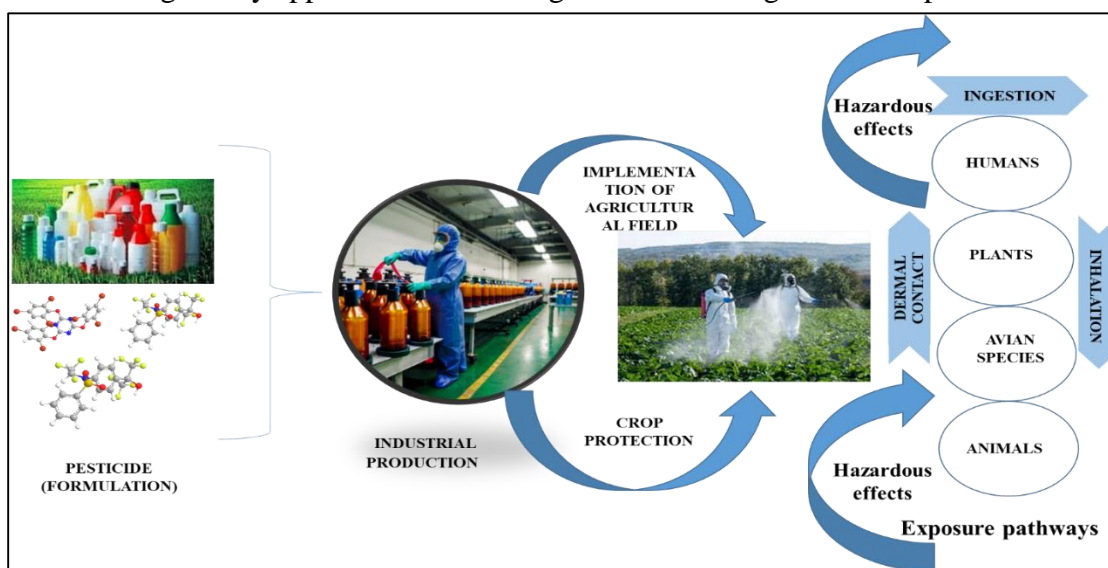 PESTICIDE
(FORMULATION)
INDUSTRIAL
PRODUCTION
IMPLEMENTA
TION OF
AGRICULTUR
AL FIELD
CROP
PROTECTION
Hazardous
effects
INGESTION
HUMANS
PLANTS
AVIAN
SPECIES
ANIMALS
DERMAL
CONTACT
INHALATION
Hazardous
effects
Exposure pathways